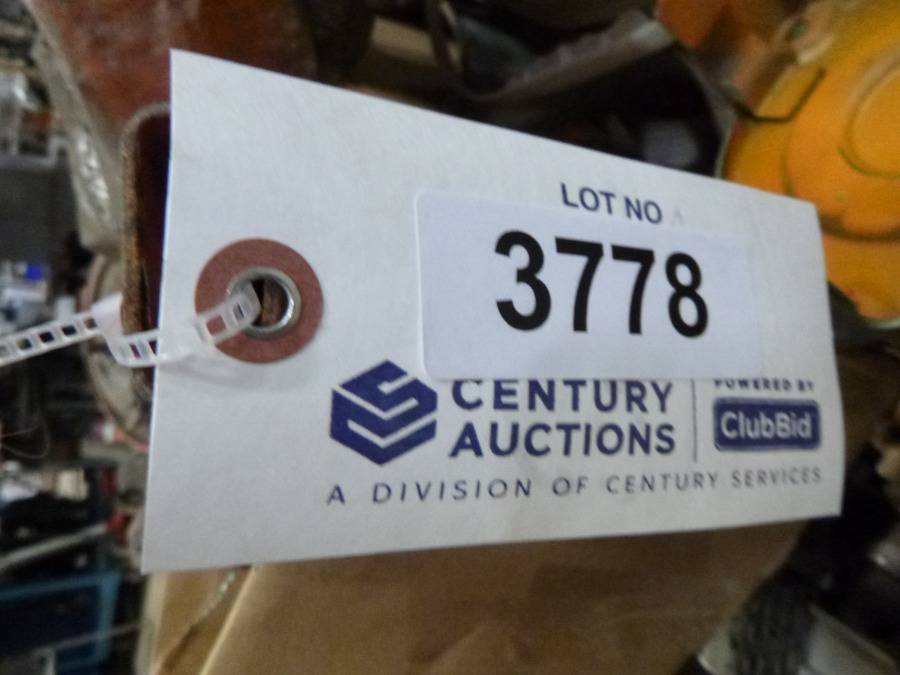 LOT NO
3778
CENTURY
AUCTIONS
POWERED BY
ClubBid
A DIVISION OF CENTURY SERVICES